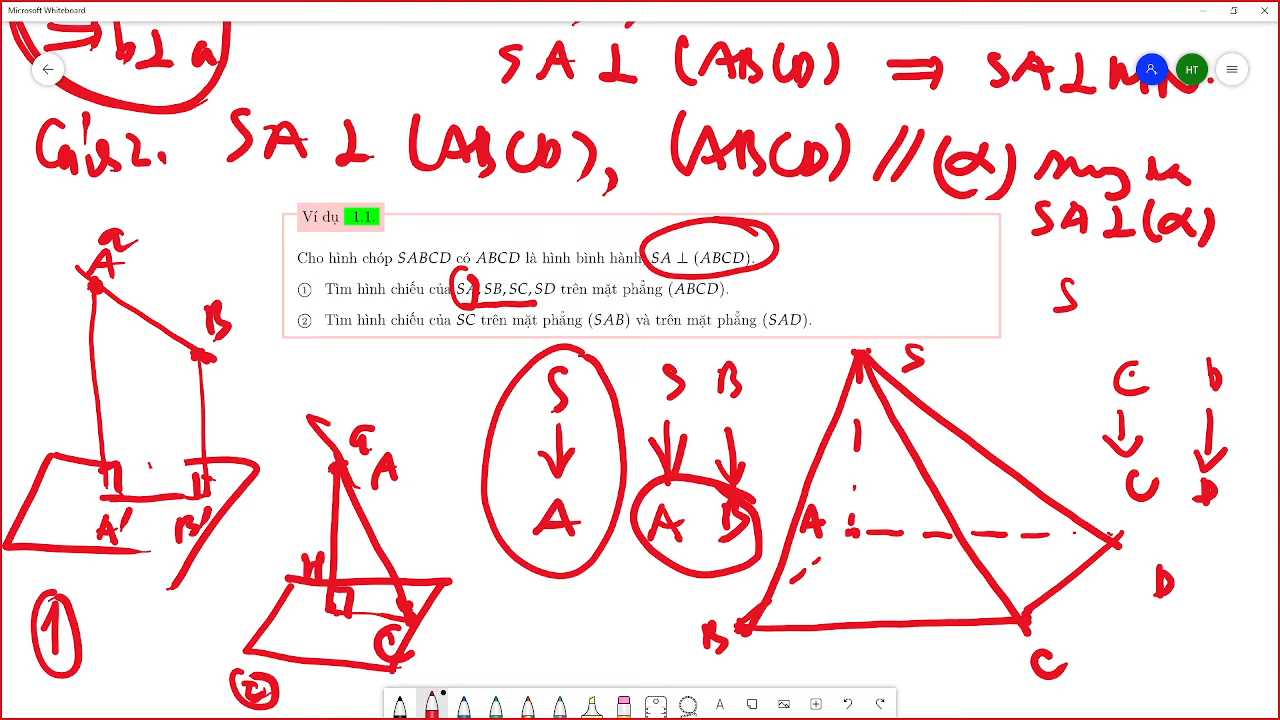 Microsoft Whiteboard
⇒ b ⊥ a
SA ⊥ (ABCD) ⇒ SA ⊥
HT
SA ⊥ (ABCD), (ABCD) // (α)
SA ⊥ (α)
Ví dụ 1.1.
Cho hình chóp SABCD có ABCD là hình bình hành, SA ⊥ (ABCD).
① Tìm hình chiếu của SA, SB, SC, SD trên mặt phẳng (ABCD).
② Tìm hình chiếu của SC trên mặt phẳng (SAB) và trên mặt phẳng (SAD).
a
A
B
A'
B'
1
a
A
H
C
2
S
↓
A
S B
↓ ↓
A B
S
A
B
C
D
S
C D
↓ ↓
C D
A